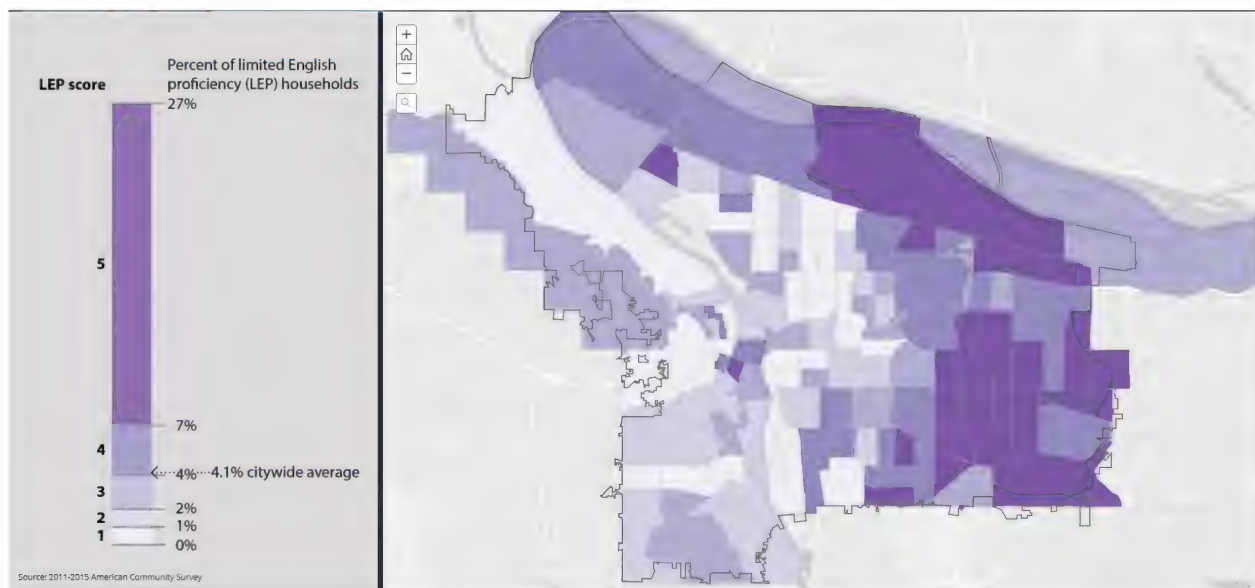 LEP score
Percent of limited English
proficiency (LEP) households
27%
5
7%
4
4%
4.1% citywide average
3
2%
2
1%
1
0%
Source: 2011-2015 American Community Survey
+
−